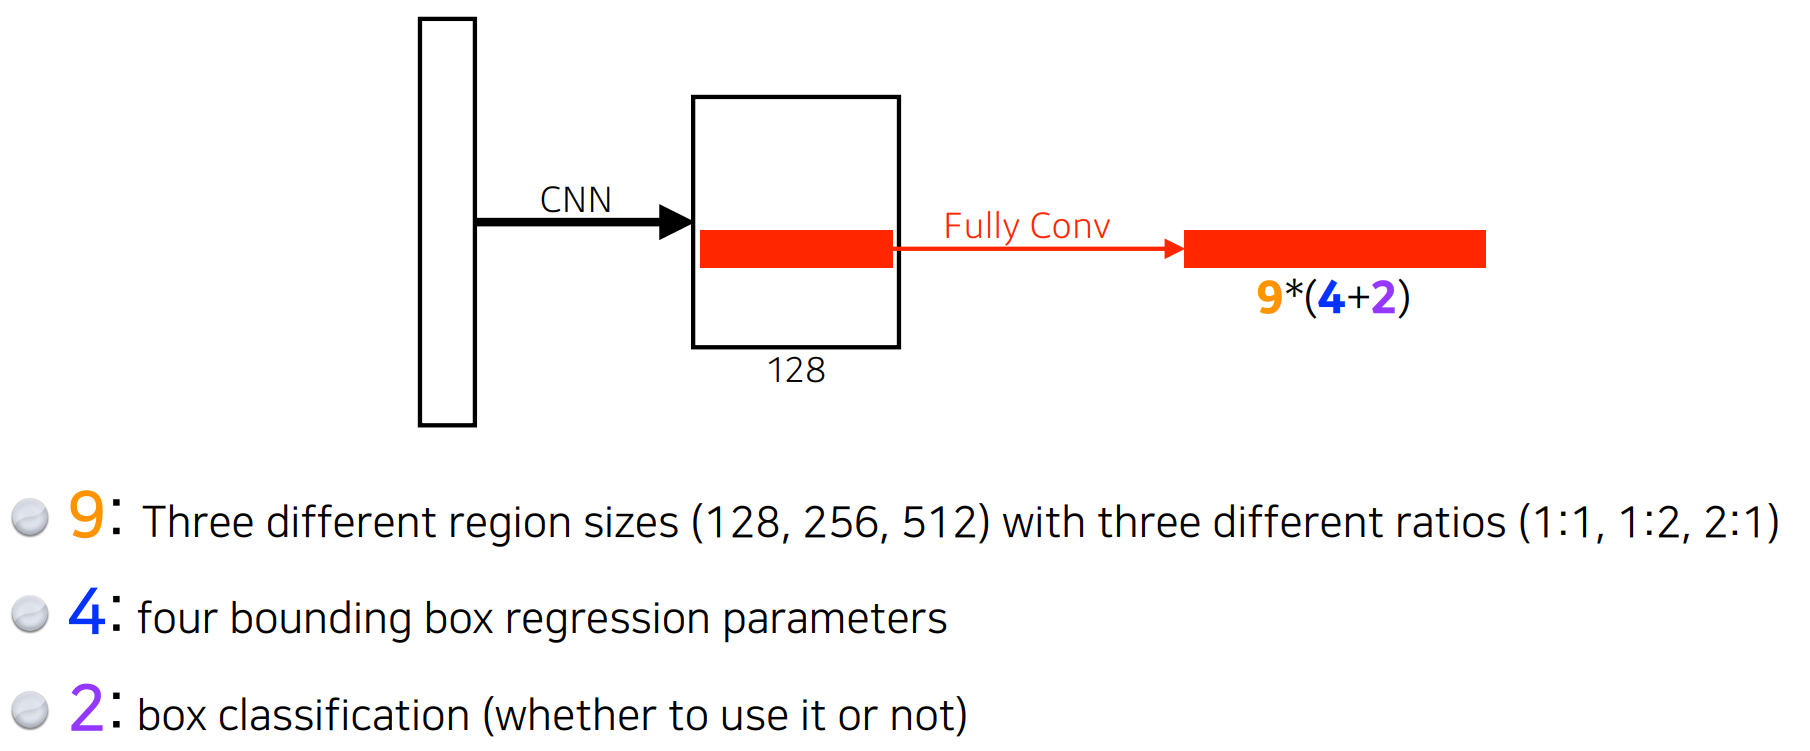 CNN
Fully Conv
9*(4+2)
128
9: Three different region sizes (128, 256, 512) with three different ratios (1:1, 1:2, 2:1)
4: four bounding box regression parameters
2: box classification (whether to use it or not)